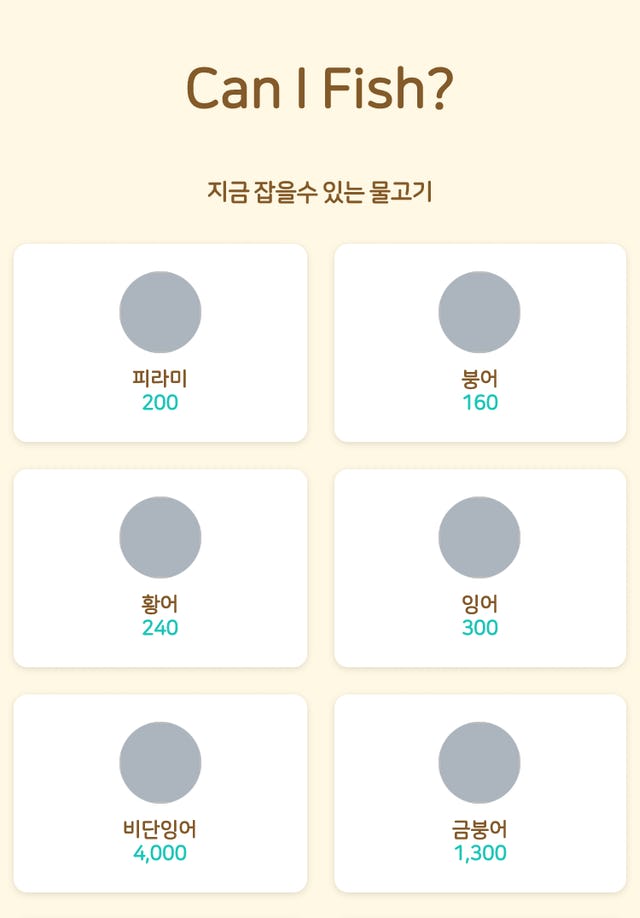 Can I Fish?
지금 잡을수 있는 물고기
피라미
200
붕어
160
황어
240
잉어
300
비단잉어
4,000
금붕어
1,300